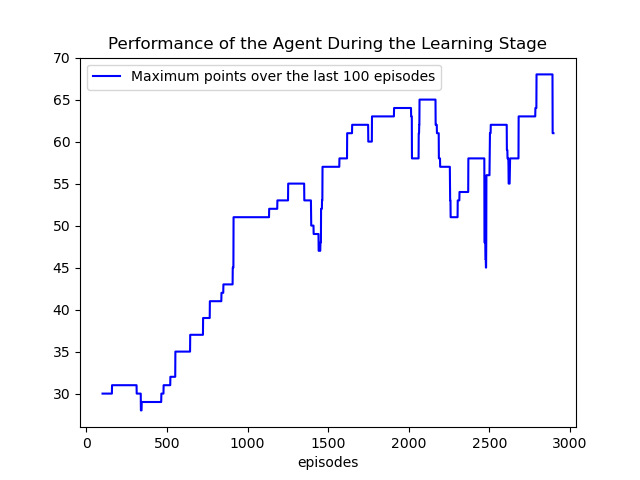 Performance of the Agent During the Learning Stage
Maximum points over the last 100 episodes
70
65
60
55
50
45
40
35
30
0 500 1000 1500 2000 2500 3000
episodes